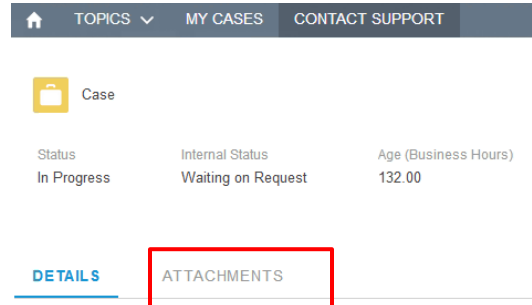 TOPICS MY CASES CONTACT SUPPORT
Case
Status Internal Status Age (Business Hours)
In Progress Waiting on Request 132.00
DETAILS ATTACHMENTS